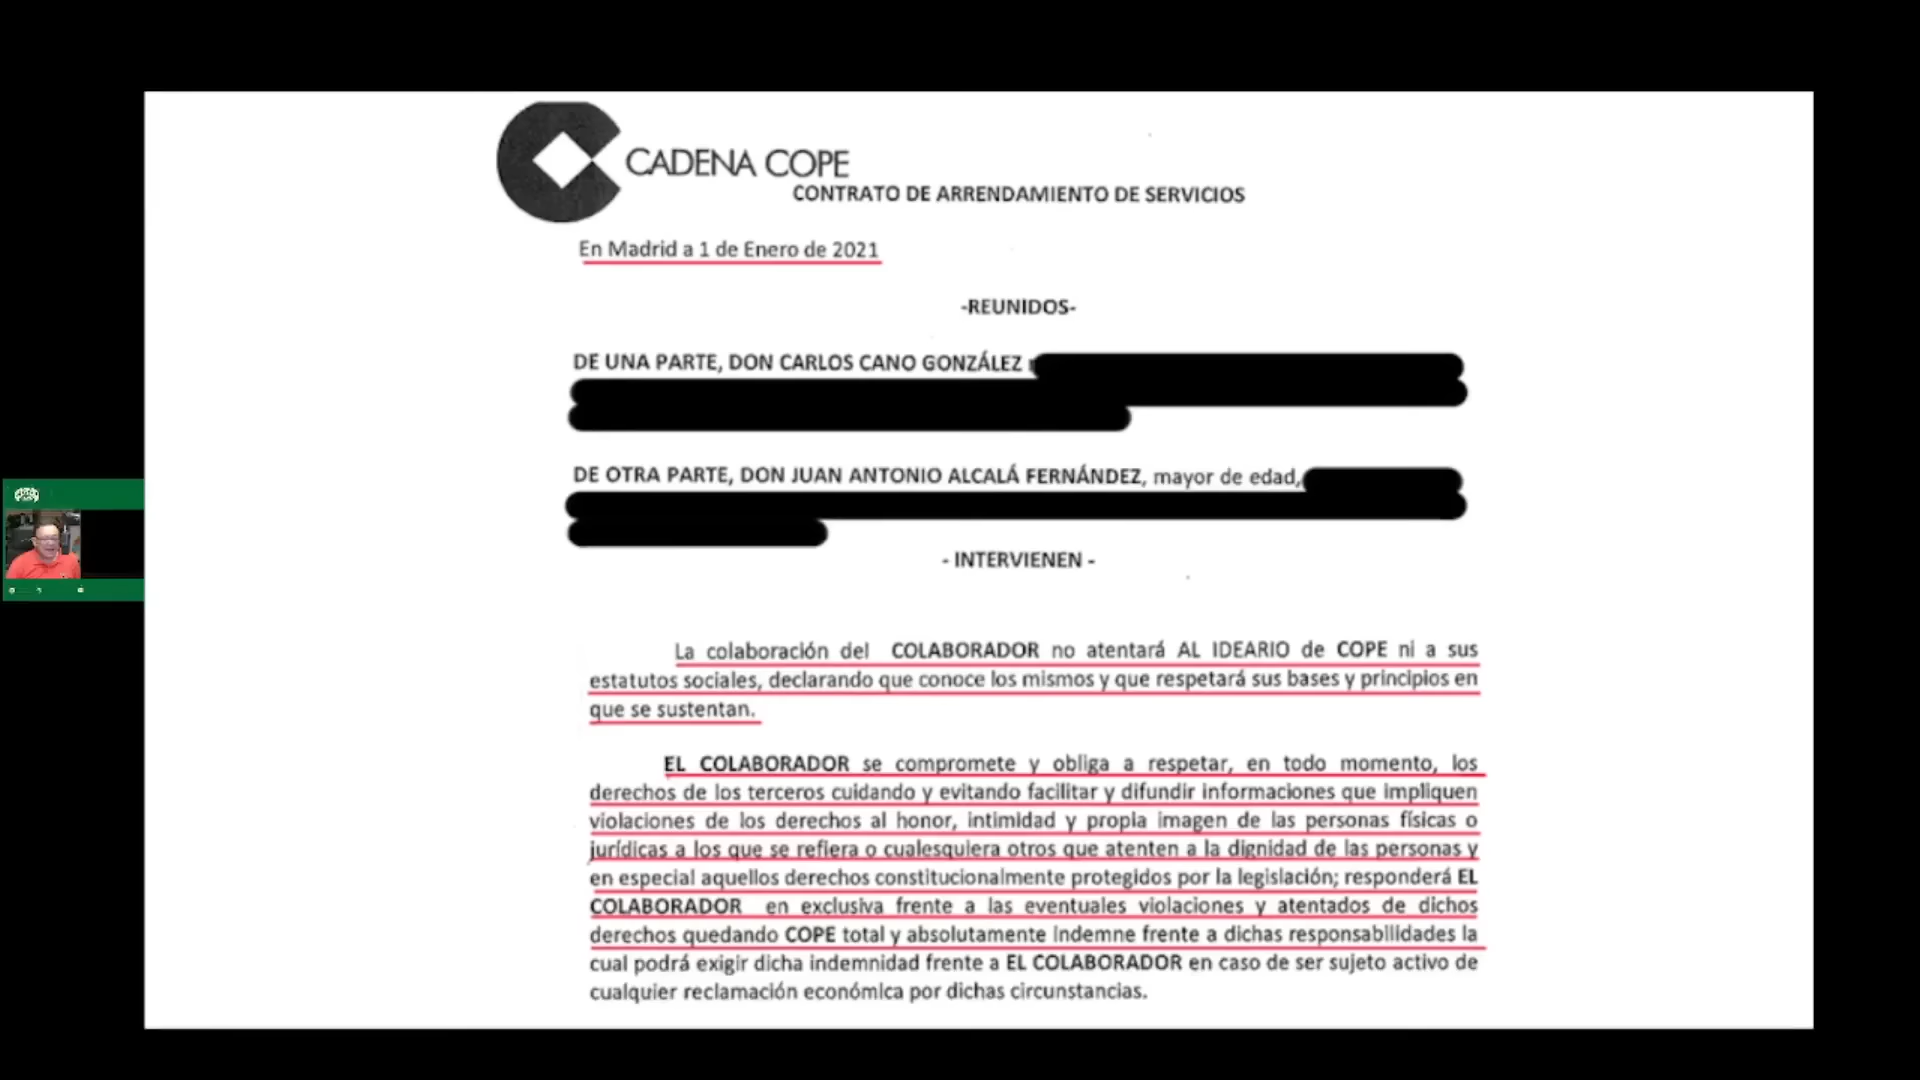 CADENA COPE
CONTRATO DE ARRENDAMIENTO DE SERVICIOS
En Madrid a 1 de Enero de 2021
-REUNIDOS-
DE UNA PARTE, DON CARLOS CANO GONZÁLEZ
DE OTRA PARTE, DON JUAN ANTONIO ALCALÁ FERNÁNDEZ, mayor de edad,
- INTERVIENEN -
La colaboración del COLABORADOR no atentará AL IDEARIO de COPE ni a sus
estatutos sociales, declarando que conoce los mismos y que respetará sus bases y principios en
que se sustentan.
EL COLABORADOR se compromete y obliga a respetar, en todo momento, los
derechos de los terceros cuidando y evitando facilitar y difundir informaciones que impliquen
violaciones de los derechos al honor, intimidad y propia imagen de las personas físicas o
jurídicas a los que se refiera o cualesquiera otros que atenten a la dignidad de las personas y
en especial aquellos derechos constitucionalmente protegidos por la legislación; responderá EL
COLABORADOR en exclusiva frente a las eventuales violaciones y atentados de dichos
derechos quedando COPE total y absolutamente indemne frente a dichas responsabilidades la
cual podrá exigir dicha indemnidad frente a EL COLABORADOR en caso de ser sujeto activo de
cualquier reclamación económica por dichas circunstancias.